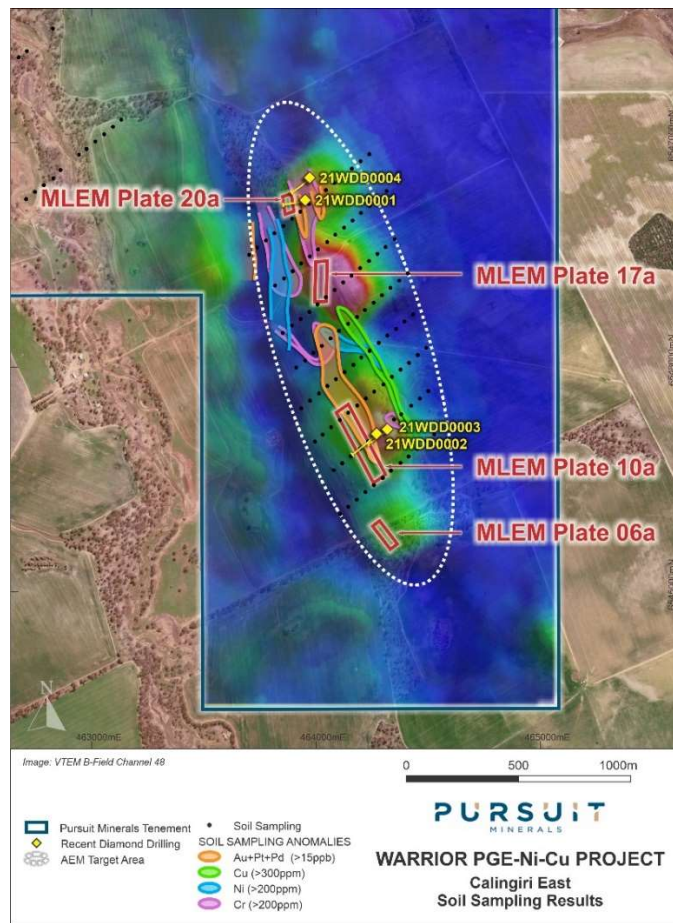 21WDD0004
MLEM Plate 20a
21WDD0001
MLEM Plate 17a
21WDD0003
21WDD0002
MLEM Plate 10a
MLEM Plate 06a
N
463000mE
464000mE
465000mE
Image: VTEM B-Field Channel 48
0 500 1000m
PURSUIT
MINERALS
WARRIOR PGE-Ni-Cu PROJECT
Calingiri East
Soil Sampling Results
Pursuit Minerals Tenement
Recent Diamond Drilling
AEM Target Area
Soil Sampling
SOIL SAMPLING ANOMALIES
Au+Pt+Pd (>15ppb)
Cu (>300ppm)
Ni (>200ppm)
Cr (>200ppm)